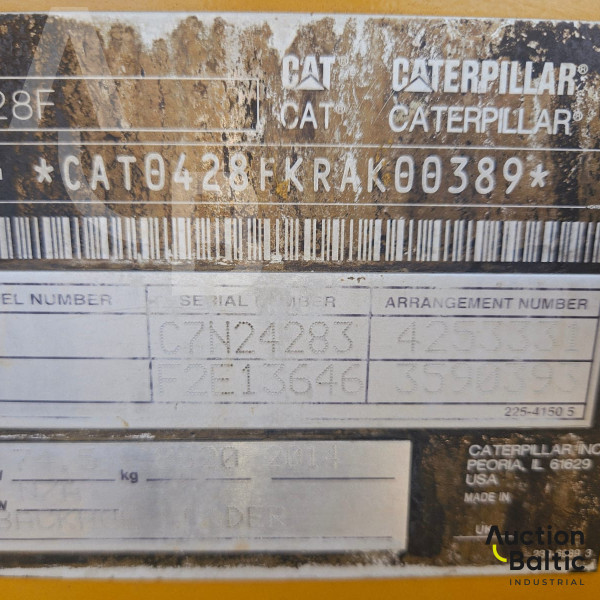 CAT CATERPILLAR®
28F
CAT CATERPILLAR®
*CAT0428FKRAK00389*
EL NUMBER SERIAL NUMBER ARRANGEMENT NUMBER
C7N24283 4253331
F2E13646 3590393
225-4150 5
2014
kg
CATERPILLAR INC
PEORIA, IL 61629
USA
MADE IN
UK
Auction
Baltic
INDUSTRIAL